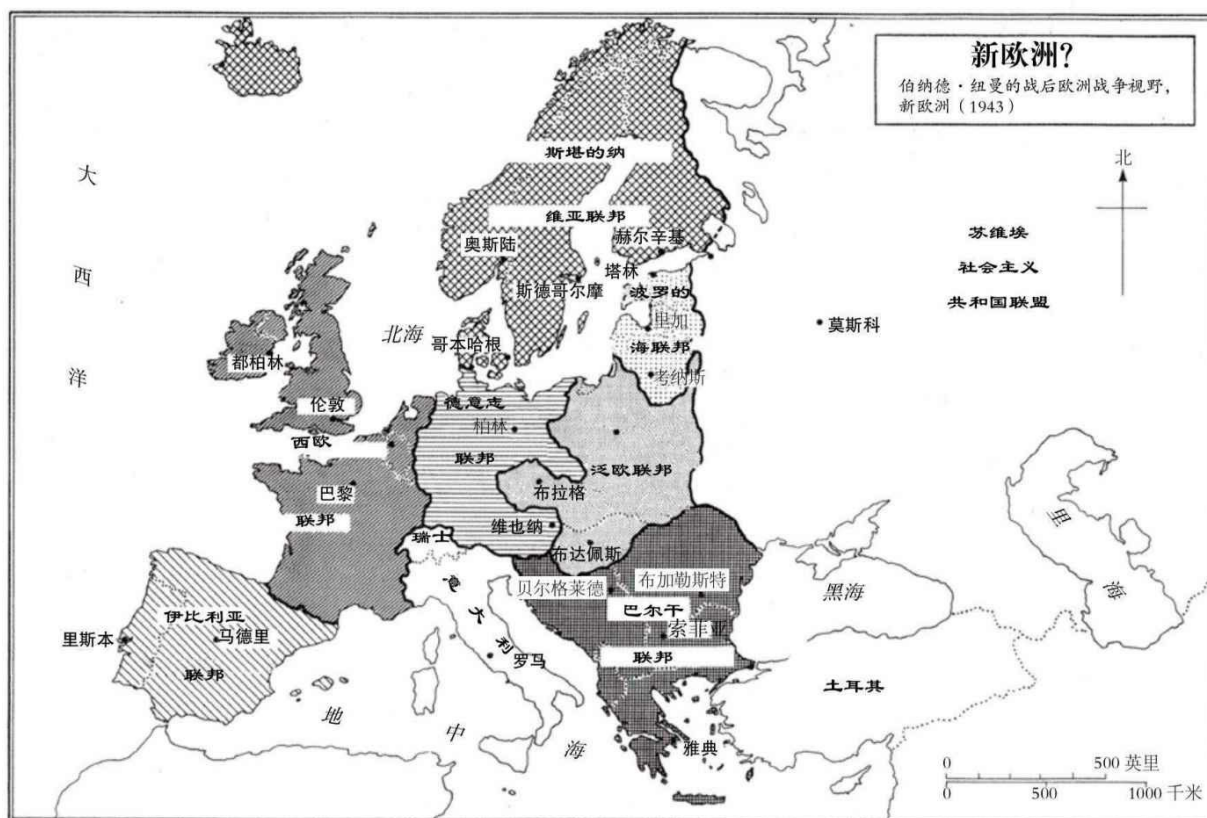 新欧洲?
伯纳德·纽曼的战后欧洲战争视野,
新欧洲(1943)
北
大
西
洋
斯堪的纳
维亚联邦
奥斯陆
赫尔辛基
斯德哥尔摩
塔林
波罗的
里加
海联邦
考纳斯
苏维埃
社会主义
共和国联盟
莫斯科
北海
哥本哈根
都柏林
伦敦
西欧
巴黎
联邦
德意志
柏林
联邦
泛欧联邦
布拉格
维也纳
布达佩斯
瑞士
意
大
利
罗马
贝尔格莱德
布加勒斯特
巴尔干
索菲亚
联邦
雅典
黑海
里
海
土耳其
伊比利亚
里斯本
马德里
联邦
地
中
海
0 500 英里
0 500 1000 千米